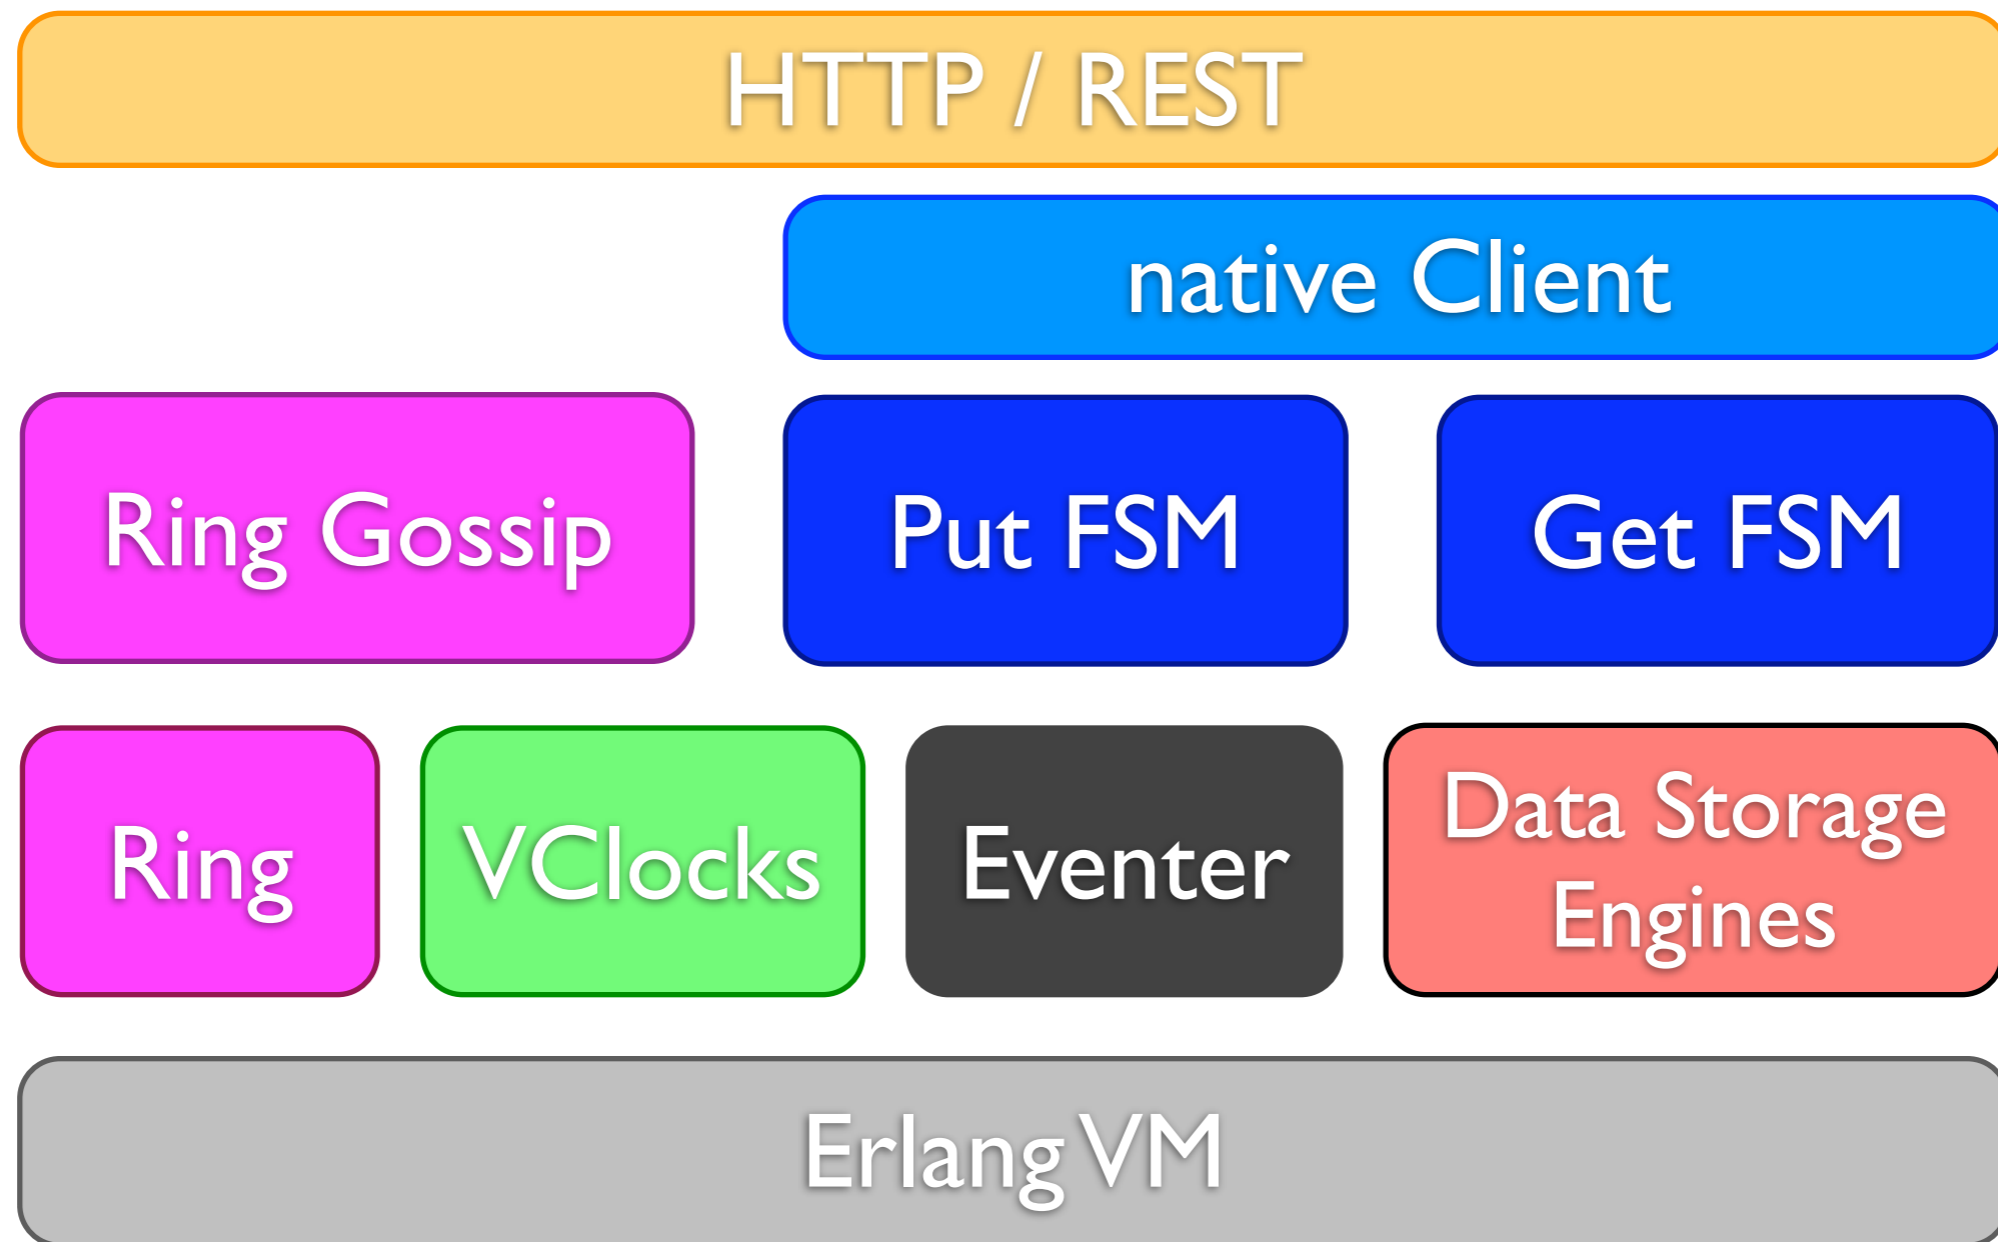 HTTP / REST
native Client
Ring Gossip
Put FSM
Get FSM
Ring
VClocks
Eventer
Data Storage
Engines
Erlang VM